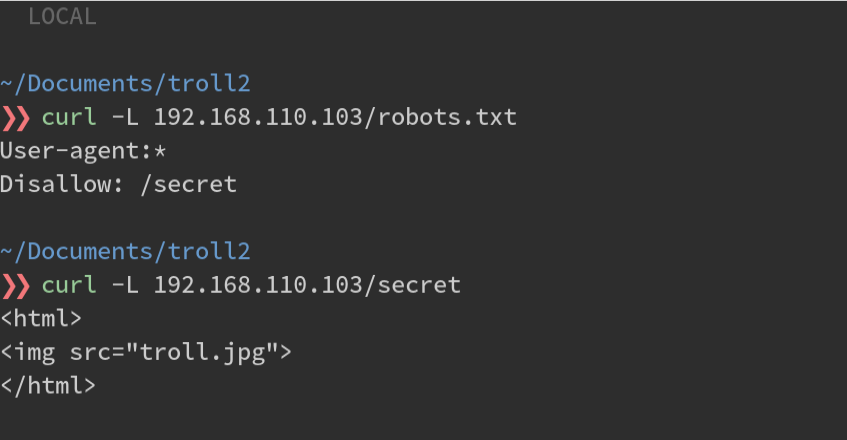 LOCAL
~/Documents/troll2
❯❯ curl -L 192.168.110.103/robots.txt
User-agent:*
Disallow: /secret
~/Documents/troll2
❯❯ curl -L 192.168.110.103/secret
<html>
<img src="troll.jpg">
</html>